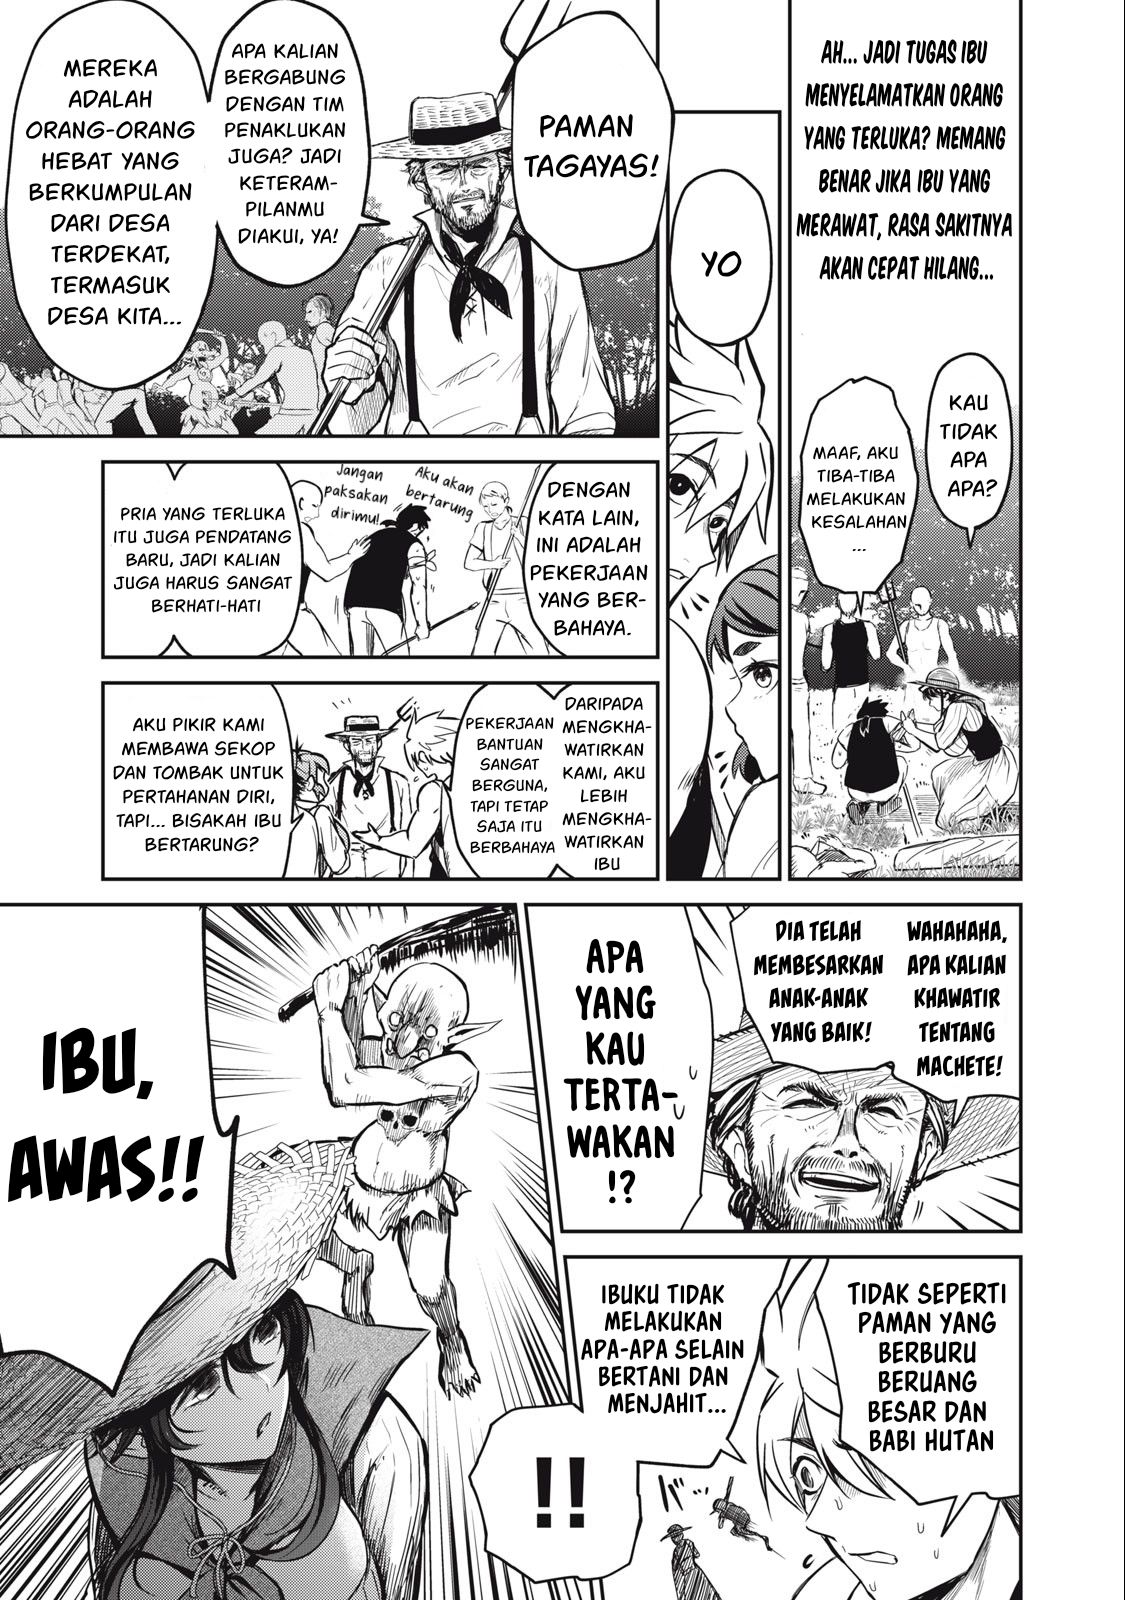 AH... JADI TUGAS IBU
MENYELAMATKAN ORANG
YANG TERLUKA? MEMANG
BENAR JIKA IBU YANG
MERAWAT, RASA SAKITNYA
AKAN CEPAT HILANG...
KAU
TIDAK
APA
APA?
MAAF, AKU
TIBA-TIBA
MELAKUKAN
KESALAHAN
...
YO
PAMAN
TAGAYAS!
APA KALIAN
BERGABUNG
DENGAN TIM
PENAKLUKAN
JUGA? JADI
KETERAM-
PILANMU
DIAKUI, YA!
MEREKA
ADALAH
ORANG-ORANG
HEBAT YANG
BERKUMPULAN
DARI DESA
TERDEKAT,
TERMASUK
DESA KITA...
DENGAN
KATA LAIN,
INI ADALAH
PEKERJAAN
YANG BER-
BAHAYA.
Aku akan
bertarung
Jangan
paksakan
dirimu!
PRIA YANG TERLUKA
ITU JUGA PENDATANG
BARU, JADI KALIAN
JUGA HARUS SANGAT
BERHATI-HATI
DARIPADA
MENGKHA-
WATIRKAN
KAMI, AKU
LEBIH
MENGKHA-
WATIRKAN
IBU
PEKERJAAN
BANTUAN
SANGAT
BERGUNA,
TAPI TETAP
SAJA ITU
BERBAHAYA
AKU PIKIR KAMI
MEMBAWA SEKOP
DAN TOMBAK UNTUK
PERTAHANAN DIRI,
TAPI... BISAKAH IBU
BERTARUNG?
WAHAHAHA,
APA KALIAN
KHAWATIR
TENTANG
MACHETE!
DIA TELAH
MEMBESARKAN
ANAK-ANAK
YANG BAIK!
APA
YANG
KAU
TERTA-
WAKAN
!?
TIDAK SEPERTI
PAMAN YANG
BERBURU
BERUANG
BESAR DAN
BABI HUTAN
IBUKU TIDAK
MELAKUKAN
APA-APA SELAIN
BERTANI DAN
MENJAHIT...
!!
IBU,
AWAS!!